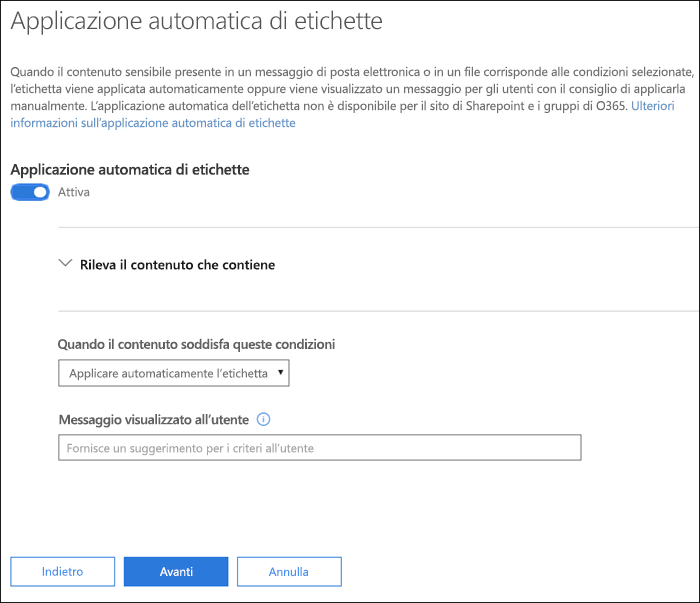 Applicazione automatica di etichette
Quando il contenuto sensibile presente in un messaggio di posta elettronica o in un file corrisponde alle condizioni selezionate,
l'etichetta viene applicata automaticamente oppure viene visualizzato un messaggio per gli utenti con il consiglio di applicarla
manualmente. L'applicazione automatica dell'etichetta non è disponibile per il sito di Sharepoint e i gruppi di O365. Ulteriori
informazioni sull'applicazione automatica di etichette
Applicazione automatica di etichette
Attiva
Rileva il contenuto che contiene
Quando il contenuto soddisfa queste condizioni
Applicare automaticamente l'etichetta
Messaggio visualizzato all'utente
Fornisce un suggerimento per i criteri all'utente
Indietro Avanti Annulla